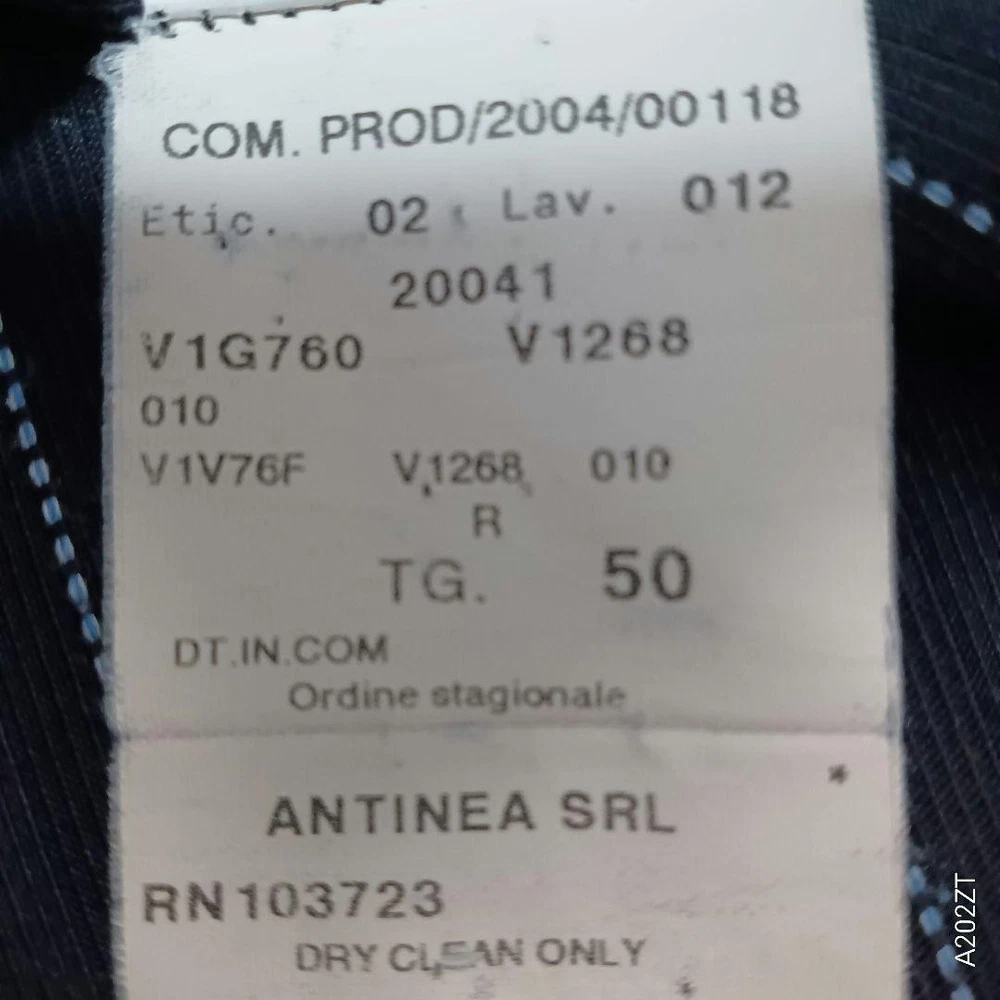 COM. PROD/2004/00118
Etic. 02 Lav. 012
20041
V1G760 V1268
010
V1V76F V1268 010
R
TG. 50
DT.IN.COM
Ordine stagionale
*
ANTINEA SRL
RN103723
DRY CLEAN ONLY
*
A202ZT